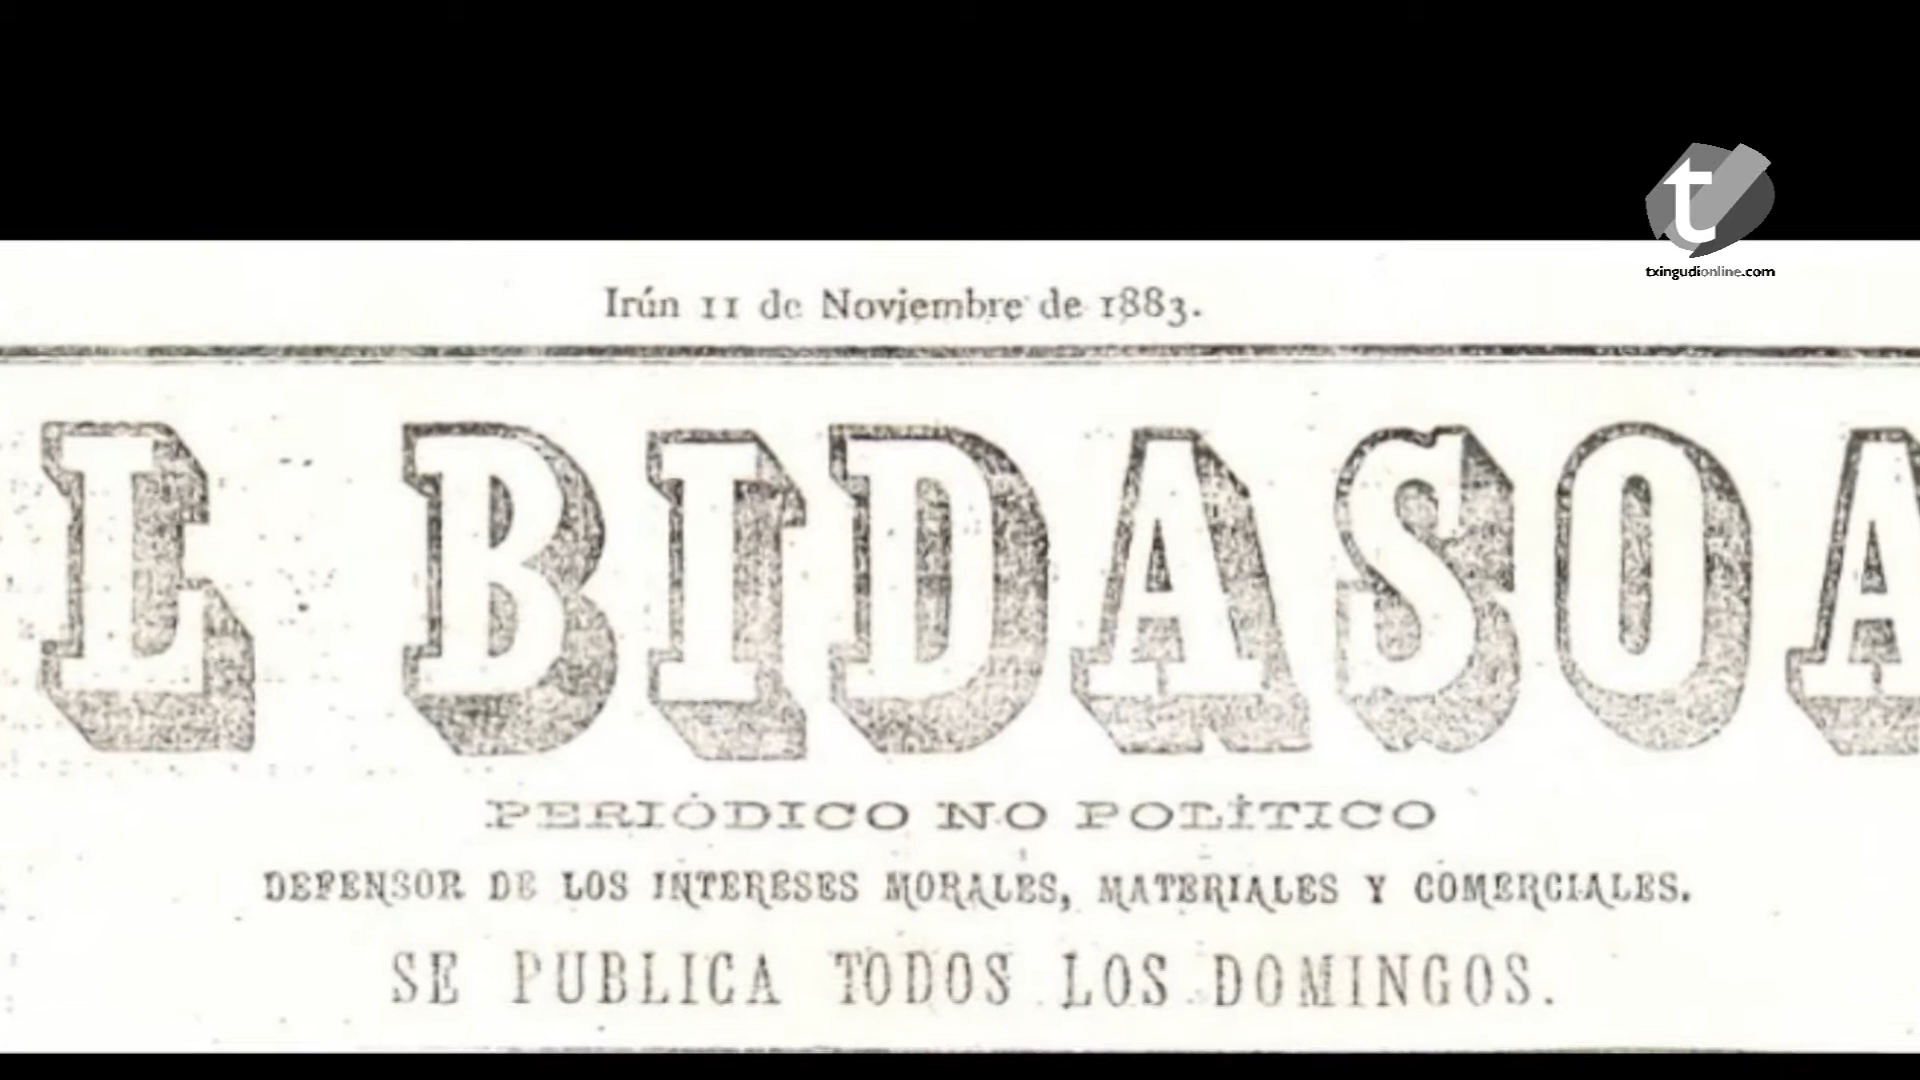 t
txingudionline.com
Irún 11 de Noviembre de 1883.
L BIDASOA
PERIÓDICO NO POLÍTICO
DEFENSOR DE LOS INTERESES MORALES, MATERIALES Y COMERCIALES.
SE PUBLICA TODOS LOS DOMINGOS.